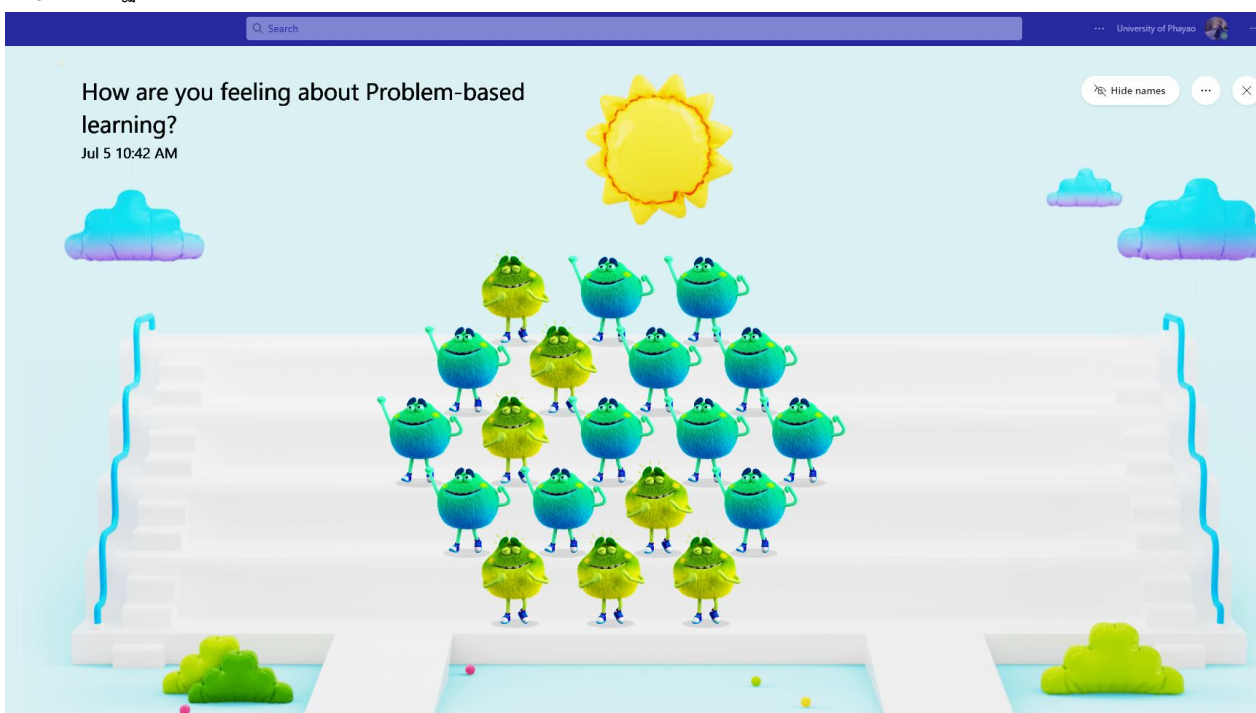 Search
University of Phayao
How are you feeling about Problem-based
learning?
Jul 5 10:42 AM
Hide names